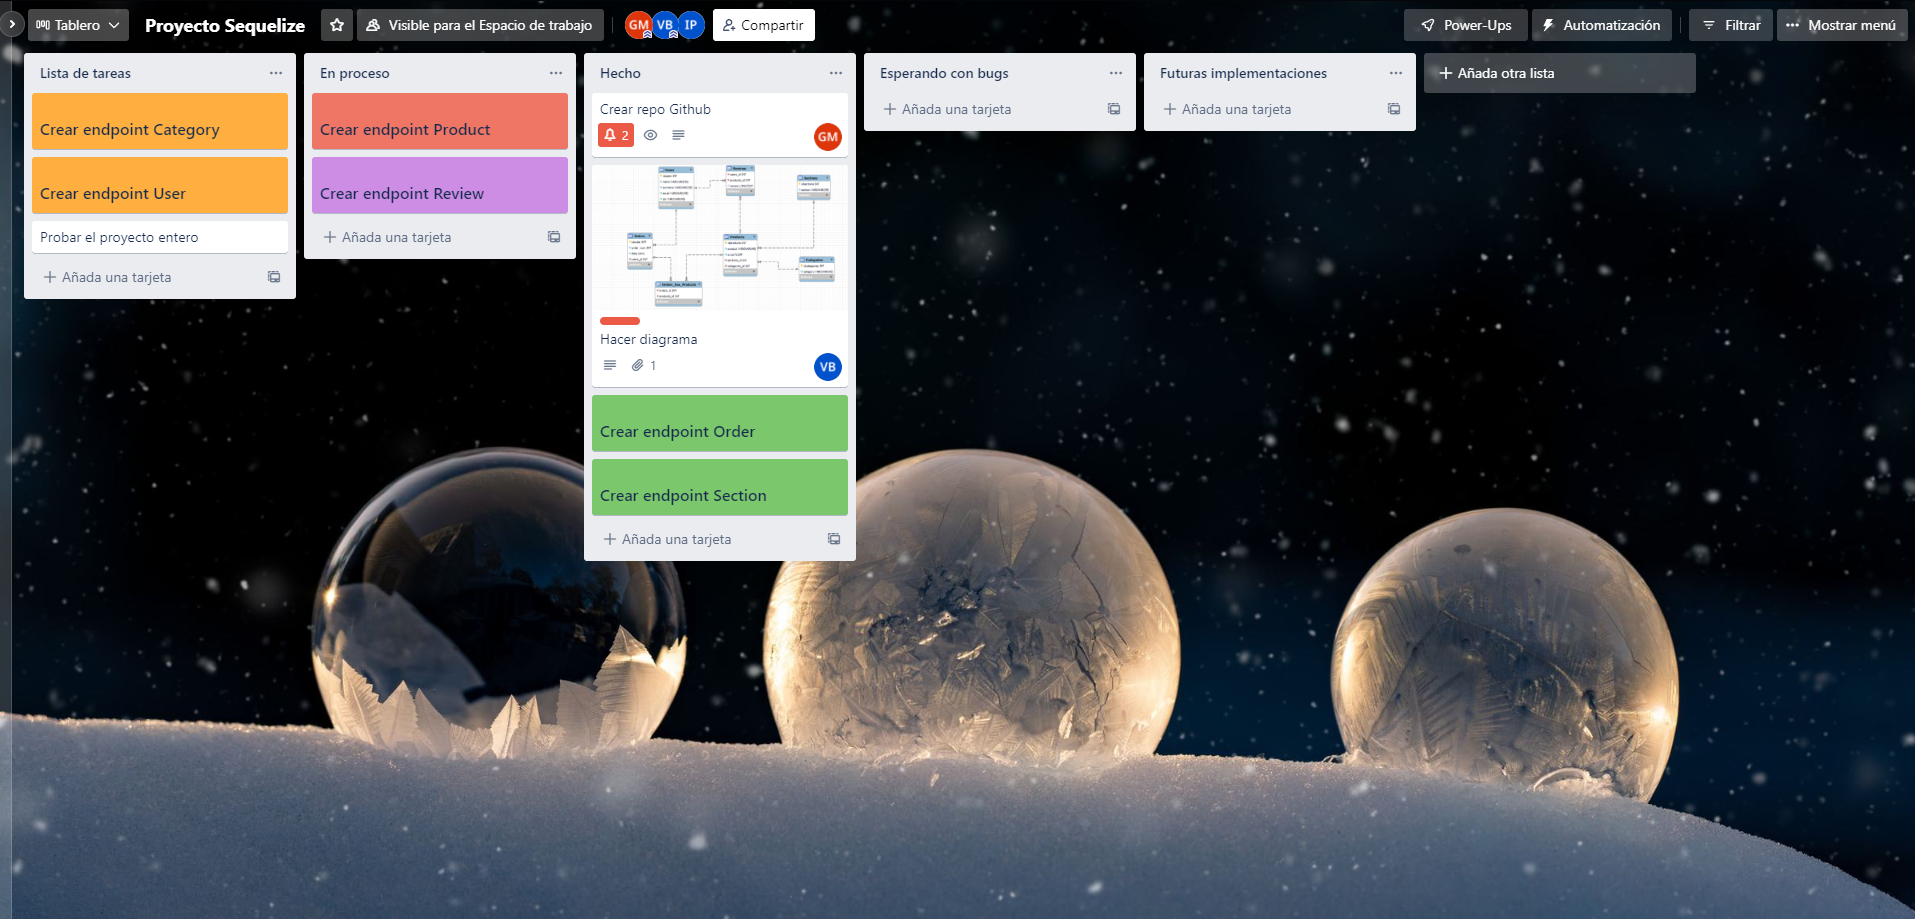 Tablero
Proyecto Sequelize
Visible para el Espacio de trabajo
GM
VB
IP
Compartir
Power-Ups
Automatización
Filtrar
Mostrar menú
Lista de tareas
Crear endpoint Category
Crear endpoint User
Probar el proyecto entero
Añada una tarjeta
En proceso
Crear endpoint Product
Crear endpoint Review
Añada una tarjeta
Hecho
Crear repo Github
2
GM
Hacer diagrama
1
VB
Crear endpoint Order
Crear endpoint Section
Añada una tarjeta
Esperando con bugs
Añada una tarjeta
Futuras implementaciones
Añada una tarjeta
Añada otra lista